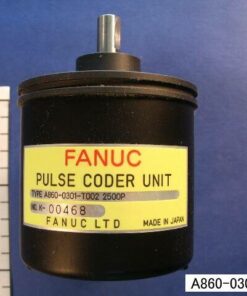 FANUC
PULSE CODER UNIT
TYPE A860-0301-T002 2500P
NO. K-00468
FANUC LTD MADE IN JAPAN
A860-030